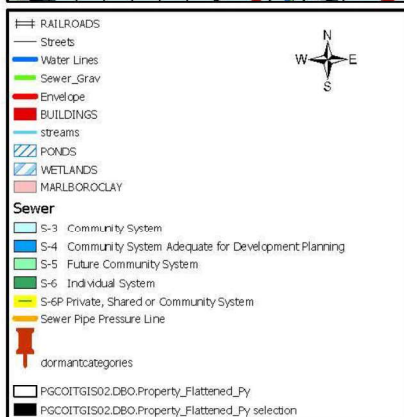 RAILROADS
Streets
Water Lines
Sewer_Grav
Envelope
BUILDINGS
streams
PONDS
WETLANDS
MARLBOROCLAY
N
W E
S
Sewer
S-3 Community System
S-4 Community System Adequate for Development Planning
S-5 Future Community System
S-6 Individual System
S-6P Private, Shared or Community System
Sewer Pipe Pressure Line
dormantcategories
PGCOITGIS02.DBO.Property_Flattened_Py
PGCOITGIS02.DBO.Property_Flattened_Py selection